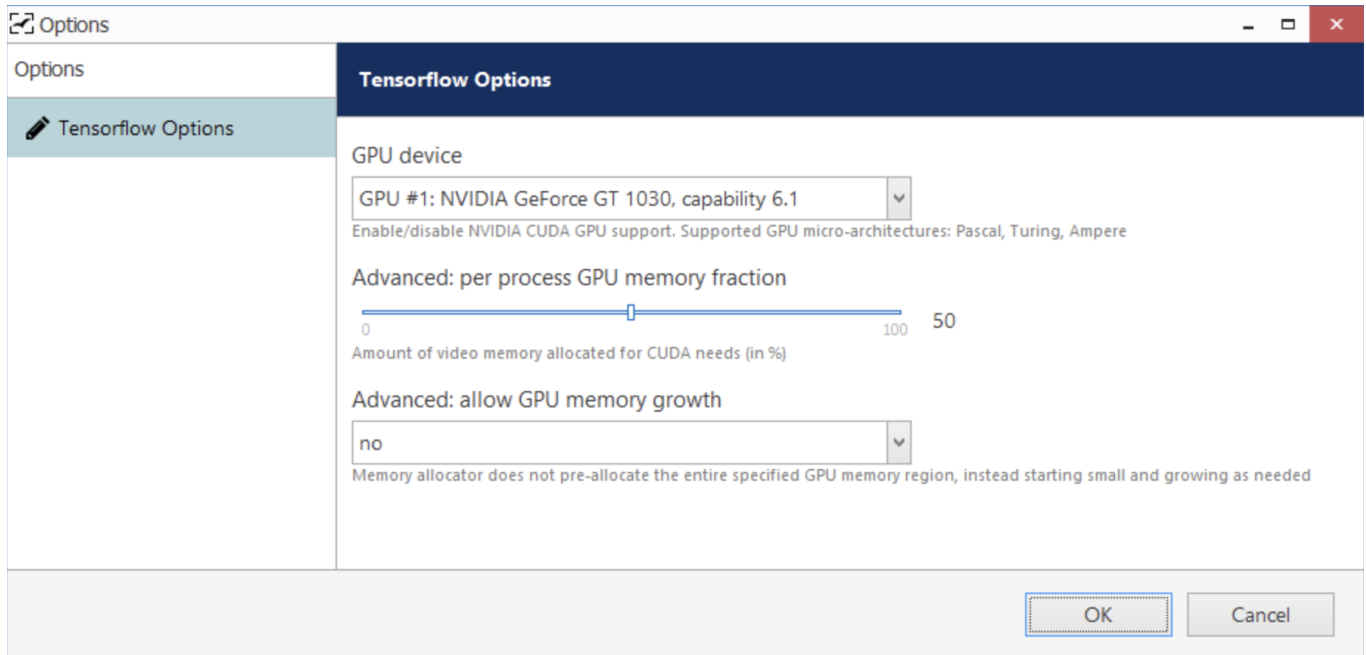 Options
Options
Tensorflow Options
Tensorflow Options
GPU device
GPU #1: NVIDIA GeForce GT 1030, capability 6.1
Enable/disable NVIDIA CUDA GPU support. Supported GPU micro-architectures: Pascal, Turing, Ampere
Advanced: per process GPU memory fraction
0 100 50
Amount of video memory allocated for CUDA needs (in %)
Advanced: allow GPU memory growth
no
Memory allocator does not pre-allocate the entire specified GPU memory region, instead starting small and growing as needed
OK Cancel